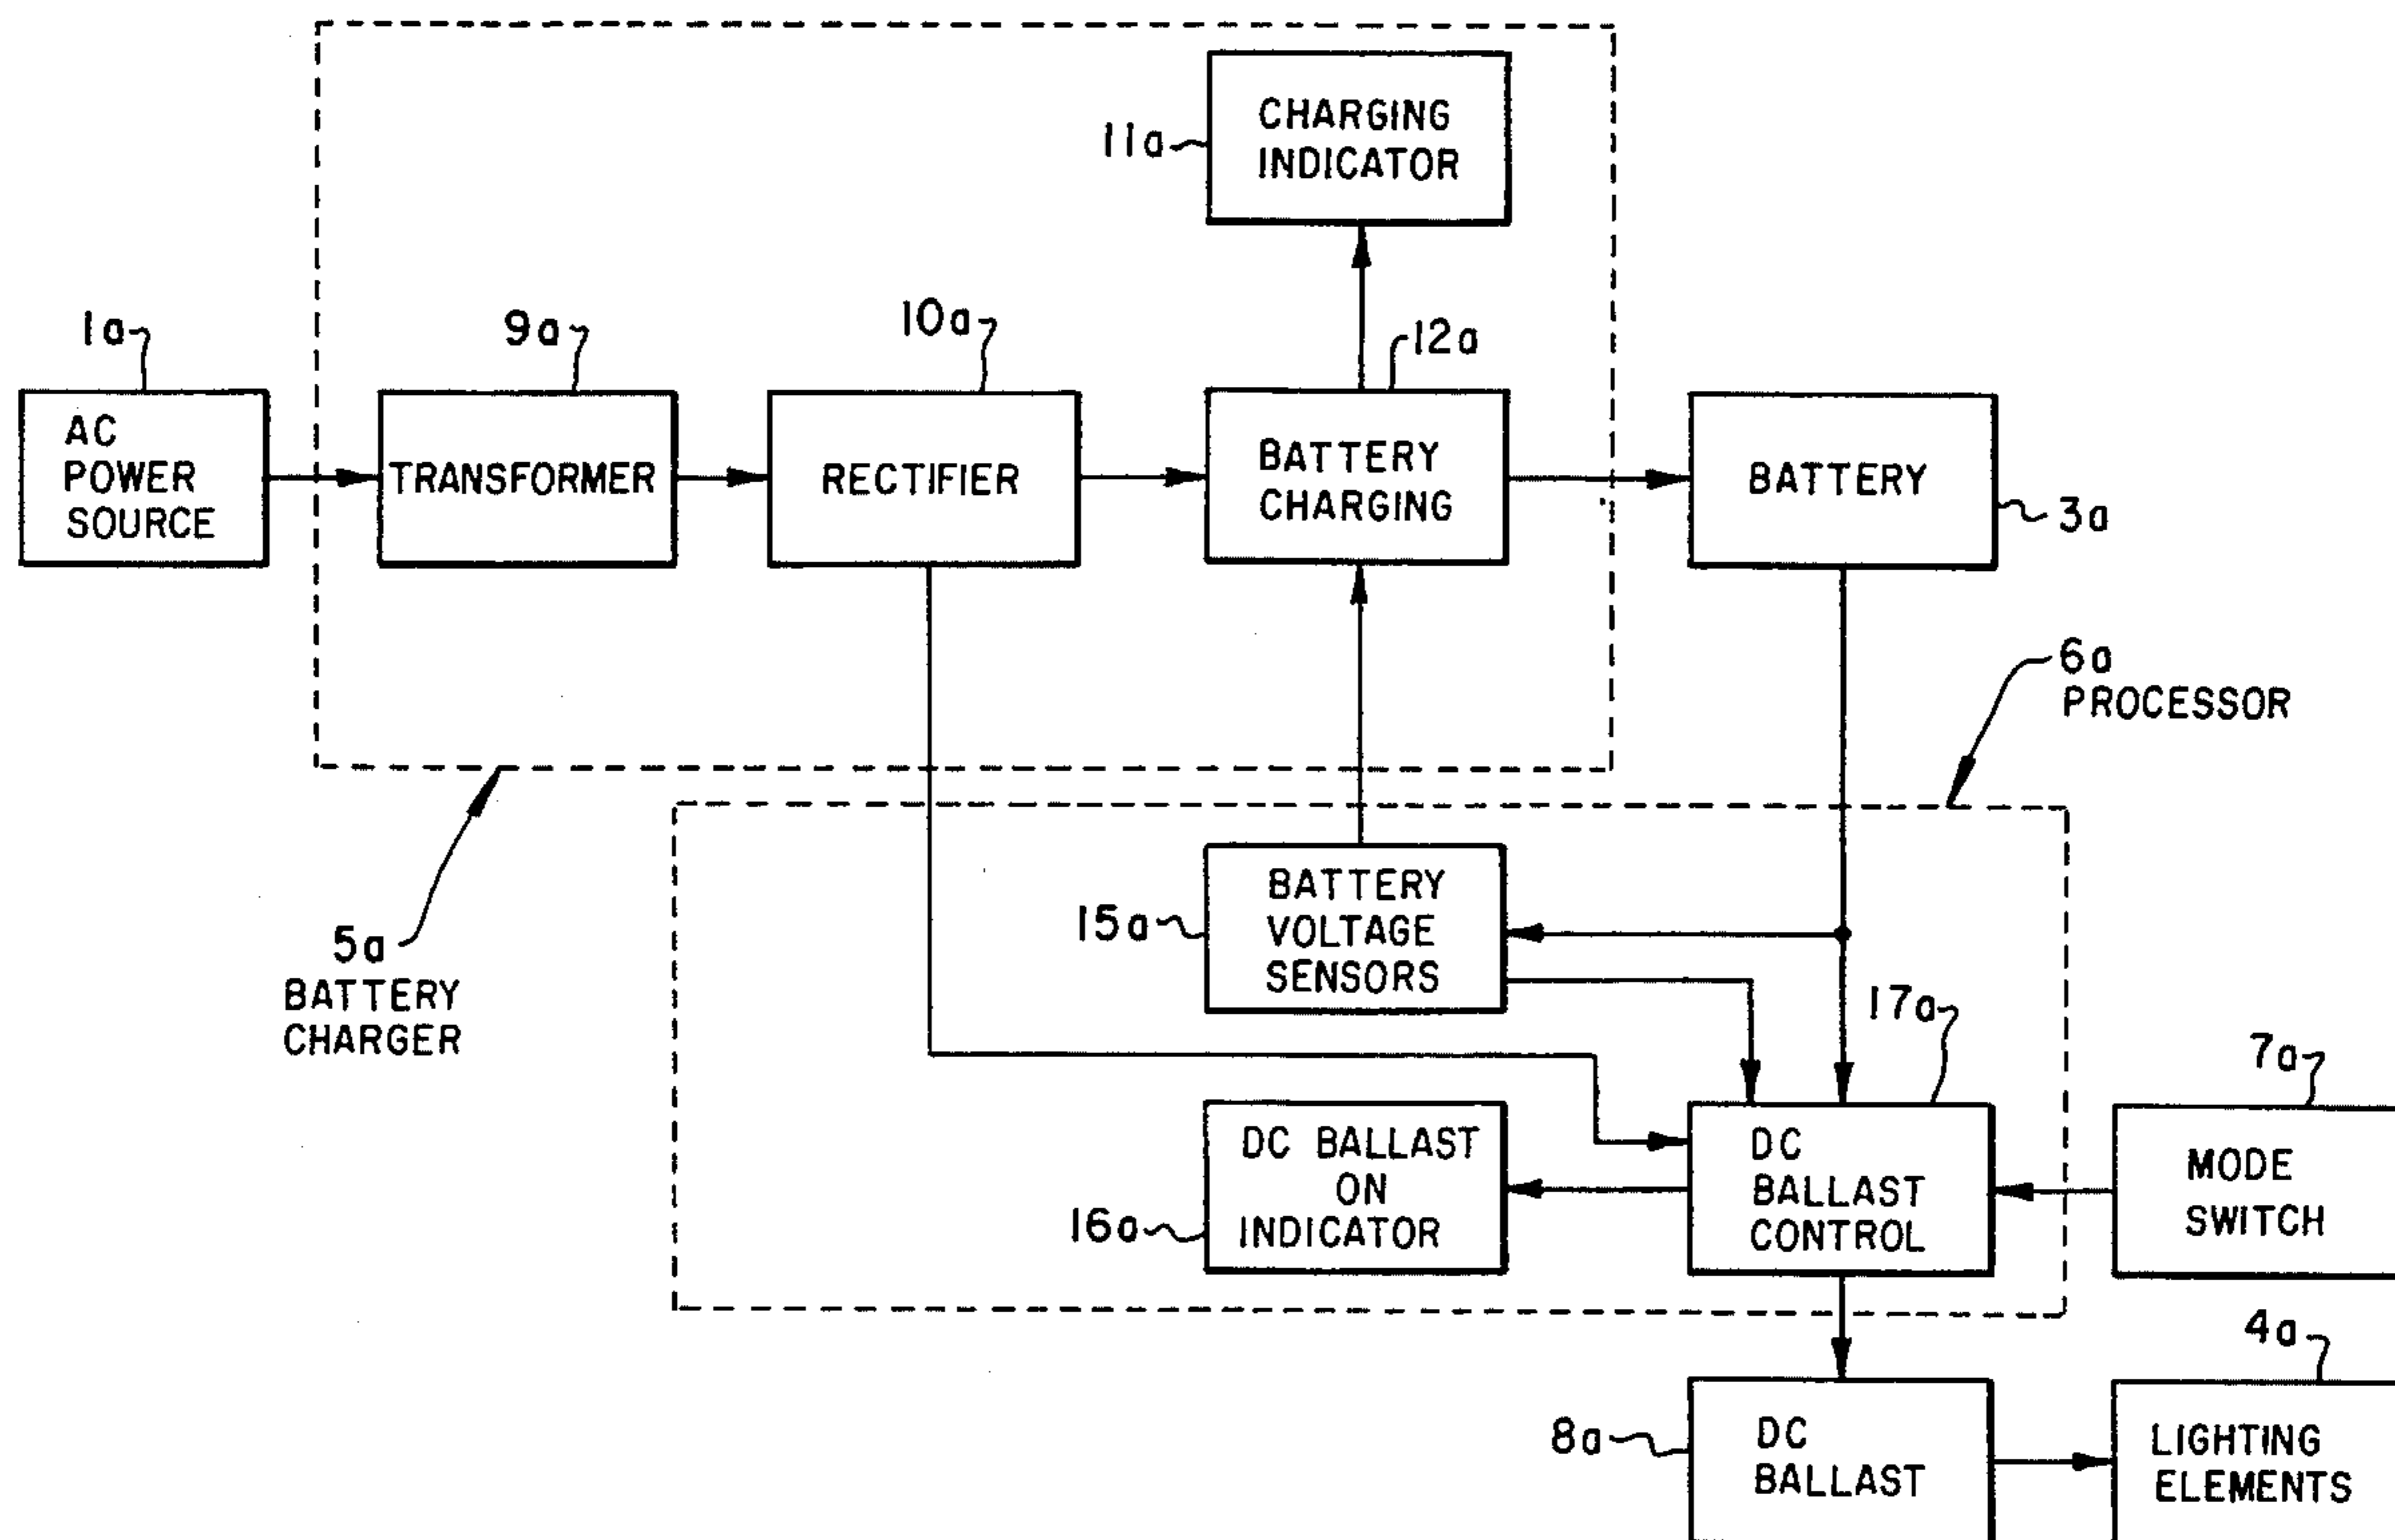 CHARGING
INDICATOR
11a
1a
9a
10a
12a
AC
POWER
SOURCE
TRANSFORMER
RECTIFIER
BATTERY
CHARGING
BATTERY
3a
6a
PROCESSOR
5a
BATTERY
CHARGER
15a
BATTERY
VOLTAGE
SENSORS
17a
7a
16a
DC BALLAST
ON
INDICATOR
DC
BALLAST
CONTROL
MODE
SWITCH
4a
8a
DC
BALLAST
LIGHTING
ELEMENTS